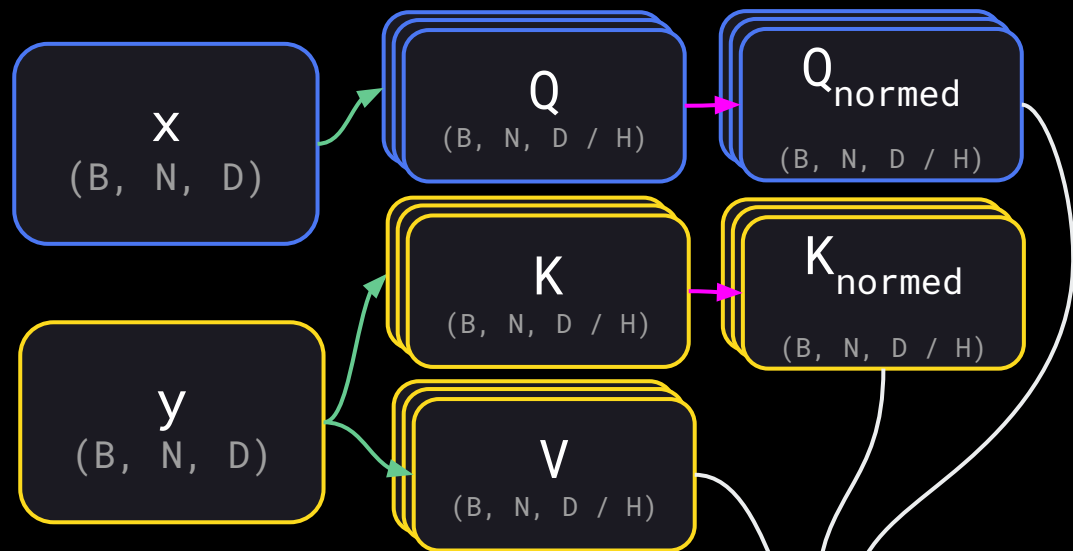 x
(B, N, D)
Q
(B, N, D / H)
Qnormed
(B, N, D / H)
K
(B, N, D / H)
Knormed
(B, N, D / H)
y
(B, N, D)
V
(B, N, D / H)